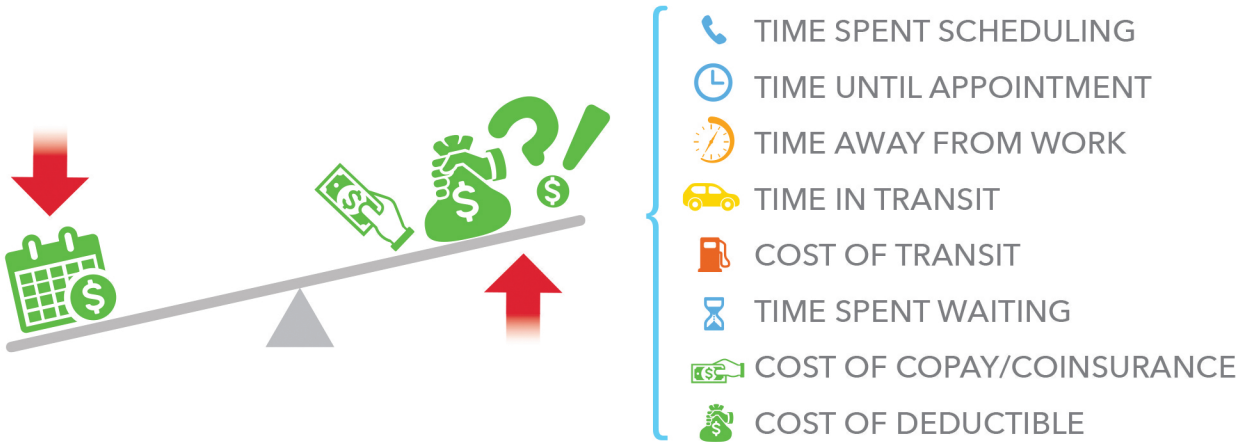 TIME SPENT SCHEDULING
TIME UNTIL APPOINTMENT
TIME AWAY FROM WORK
TIME IN TRANSIT
COST OF TRANSIT
TIME SPENT WAITING
COST OF COPAY/COINSURANCE
COST OF DEDUCTIBLE